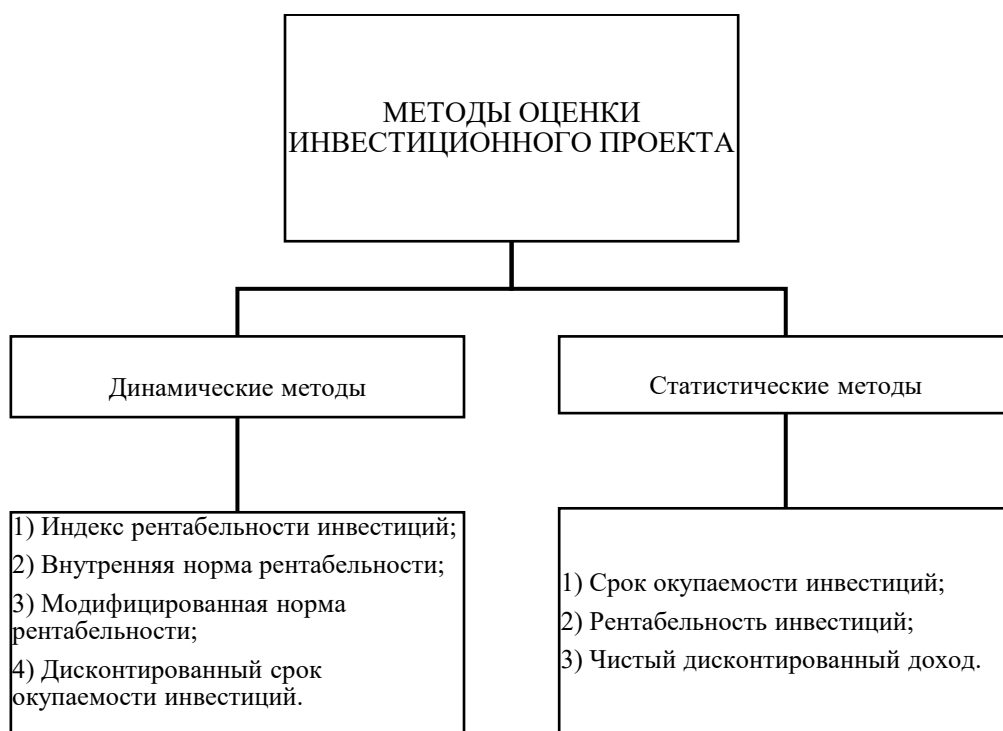 МЕТОДЫ ОЦЕНКИ
ИНВЕСТИЦИОННОГО ПРОЕКТА
Динамические методы
Статистические методы
1) Индекс рентабельности инвестиций;
2) Внутренняя норма рентабельности;
3) Модифицированная норма
рентабельности;
4) Дисконтированный срок
окупаемости инвестиций.
1) Срок окупаемости инвестиций;
2) Рентабельность инвестиций;
3) Чистый дисконтированный доход.